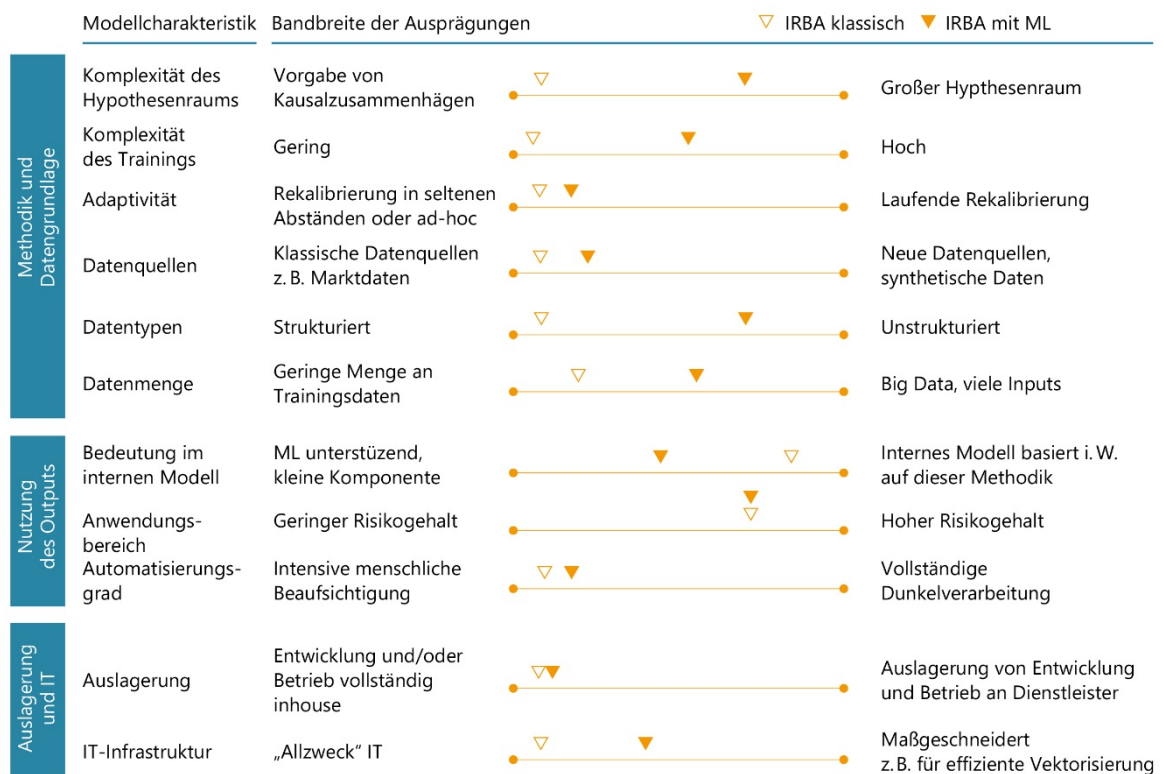 Modellcharakteristik Bandbreite der Ausprägungen ▽ IRBA klassisch ▼ IRBA mit ML
Methodik und
Datengrundlage
Komplexität des
Hypothesenraums
Vorgabe von
Kausalzusammenhägen
Großer Hypthesenraum
Komplexität
des Trainings
Gering
Hoch
Adaptivität
Rekalibrierung in seltenen
Abständen oder ad-hoc
Laufende Rekalibrierung
Datenquellen
Klassische Datenquellen
z. B. Marktdaten
Neue Datenquellen,
synthetische Daten
Datentypen
Strukturiert
Unstrukturiert
Datenmenge
Geringe Menge an
Trainingsdaten
Big Data, viele Inputs
Nutzung
des Outputs
Bedeutung im
internen Modell
ML unterstüzend,
kleine Komponente
Internes Modell basiert i. W.
auf dieser Methodik
Anwendungs-
bereich
Geringer Risikogehalt
Hoher Risikogehalt
Automatisierungs-
grad
Intensive menschliche
Beaufsichtigung
Vollständige
Dunkelverarbeitung
Auslagerung
und IT
Auslagerung
Entwicklung und/oder
Betrieb vollständig
inhouse
Auslagerung von Entwicklung
und Betrieb an Dienstleister
IT-Infrastruktur
„Allzweck“ IT
Maßgeschneidert
z. B. für effiziente Vektorisierung